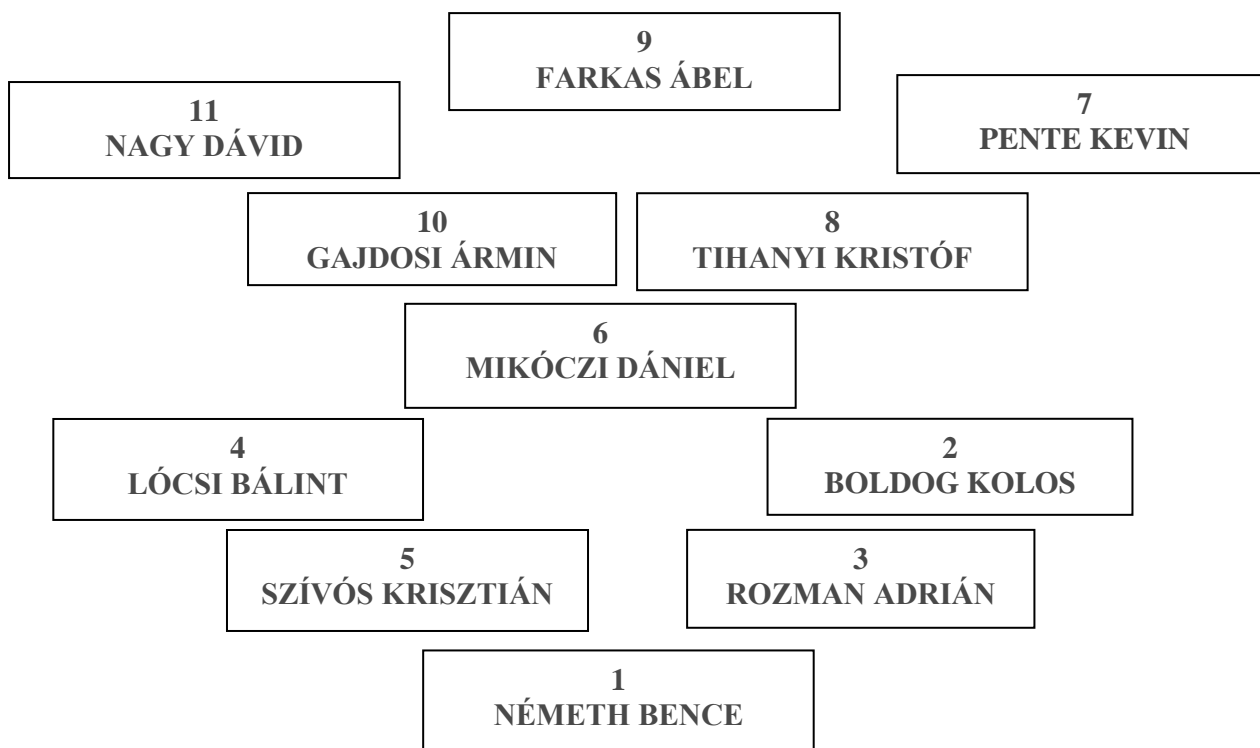 9
FARKAS ÁBEL
11
NAGY DÁVID
7
PENTE KEVIN
10
GAJDOSI ÁRMIN
8
TIHANYI KRISTÓF
6
MIKÓCZI DÁNIEL
4
LÓCSI BÁLINT
2
BOLDOG KOLOS
5
SZÍVÓS KRISZTIÁN
3
ROZMAN ADRIÁN
1
NÉMETH BENCE